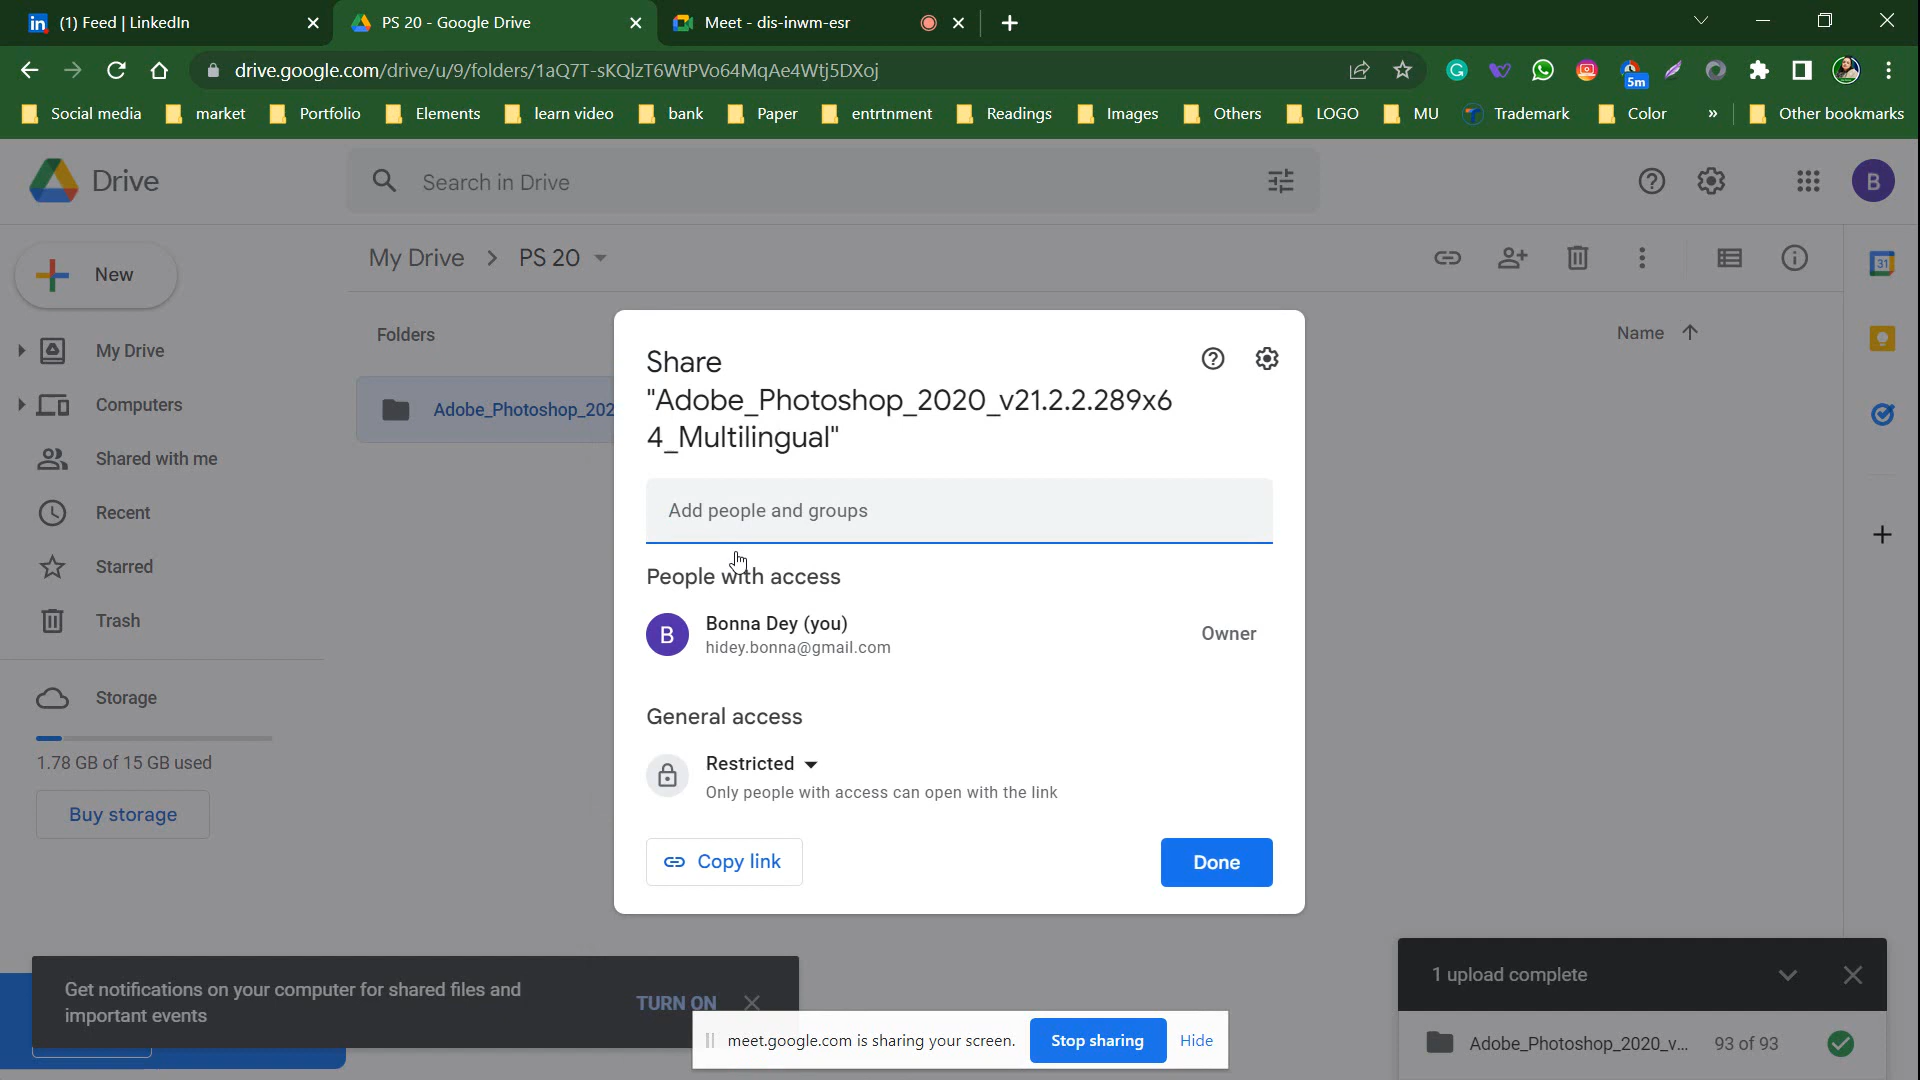 (1) Feed | LinkedIn
PS 20 - Google Drive
Meet - dis-inwm-esr
drive.google.com/drive/u/9/folders/1aQ7T-sKQlzT6WtPVo64MqAe4Wtj5DXoj
5m
Social media
market
Portfolio
Elements
learn video
bank
Paper
entrtnment
Readings
Images
Others
LOGO
MU
Trademark
Color
»
Other bookmarks
Drive
Search in Drive
B
New
My Drive > PS 20
31
My Drive
Computers
Shared with me
Recent
Starred
Trash
Storage
1.78 GB of 15 GB used
Buy storage
Folders
Name
Adobe_Photoshop_202
Share
"Adobe_Photoshop_2020_v21.2.2.289x6
4_Multilingual"
Add people and groups
People with access
B
Bonna Dey (you)
hidey.bonna@gmail.com
Owner
General access
Restricted
Only people with access can open with the link
Copy link
Done
Get notifications on your computer for shared files and
important events
TURN ON
meet.google.com is sharing your screen.
Stop sharing
Hide
1 upload complete
Adobe_Photoshop_2020_v...
93 of 93